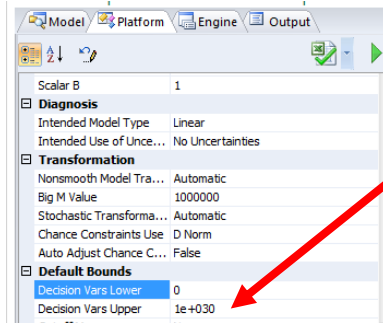 Model Platform Engine Output
Scalar B 1
Diagnosis
Intended Model Type Linear
Intended Use of Unce... No Uncertainties
Transformation
Nonsmooth Model Tra... Automatic
Big M Value 1000000
Stochastic Transforma... Automatic
Chance Constraints Use D Norm
Auto Adjust Chance C... False
Default Bounds
Decision Vars Lower 0
Decision Vars Upper 1e+030